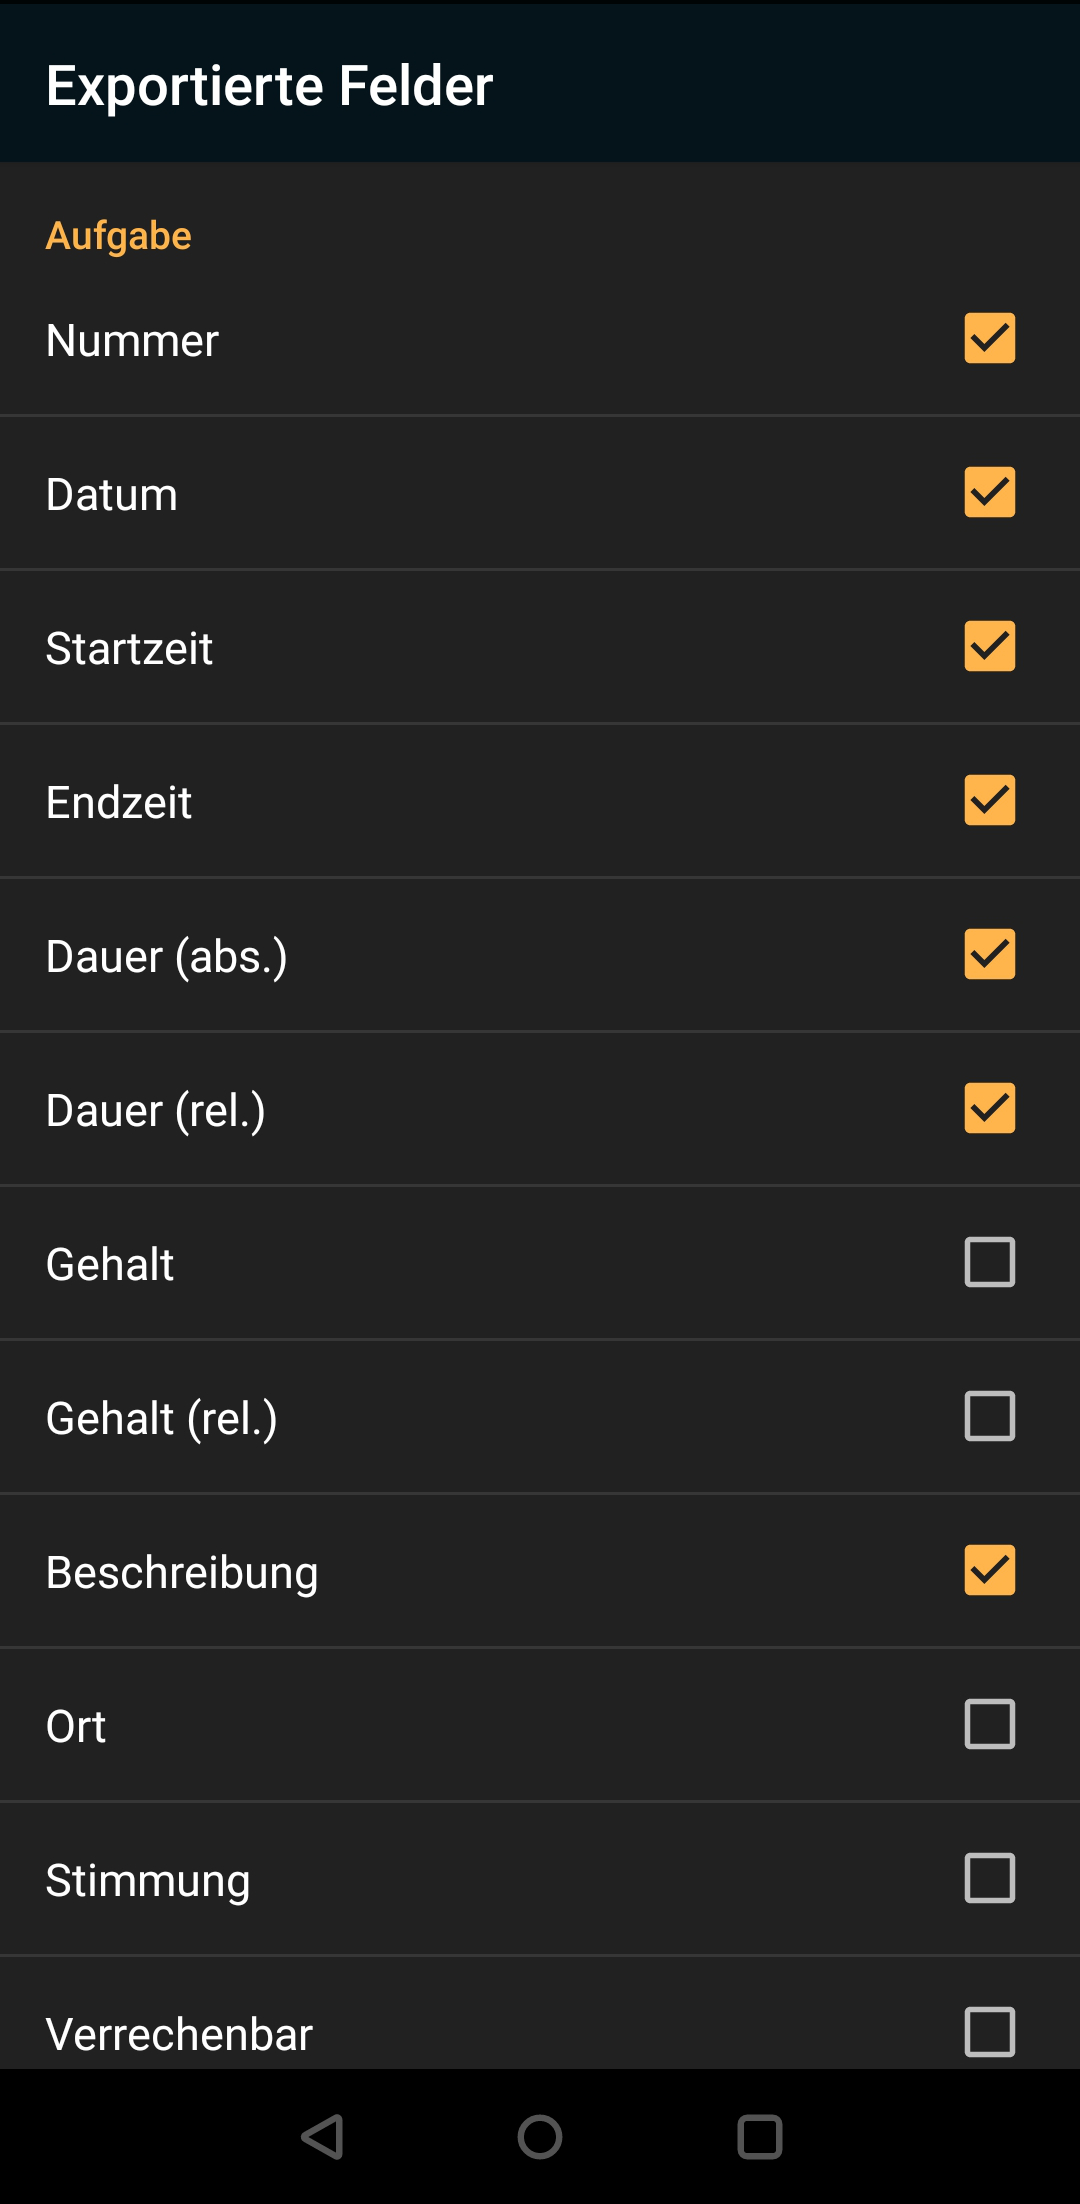 Exportierte Felder
Aufgabe
Nummer
Datum
Startzeit
Endzeit
Dauer (abs.)
Dauer (rel.)
Gehalt
Gehalt (rel.)
Beschreibung
Ort
Stimmung
Verrechenbar